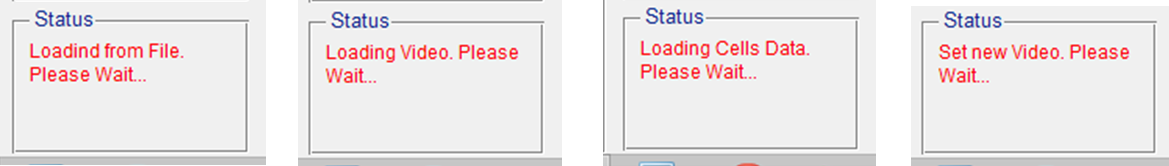 Status
Loadind from File.
Please Wait...
Status
Loading Video. Please
Wait...
Status
Loading Cells Data.
Please Wait...
Status
Set new Video. Please
Wait...